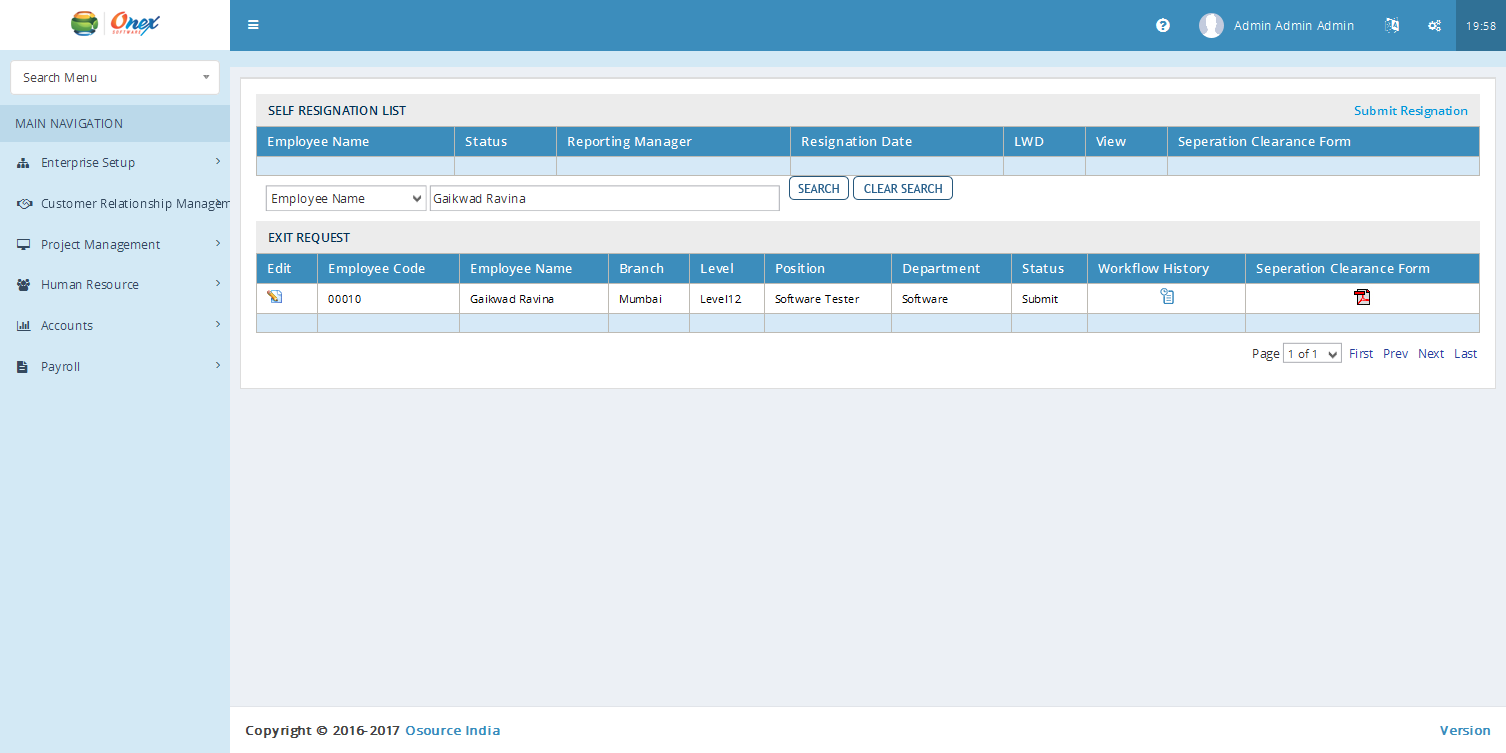 Onex
SOFTWARE
Admin Admin Admin
19:58
Search Menu
MAIN NAVIGATION
Enterprise Setup
Customer Relationship Managem
Project Management
Human Resource
Accounts
Payroll
SELF RESIGNATION LIST Submit Resignation
Employee Name Status Reporting Manager Resignation Date LWD View Seperation Clearance Form
Employee Name Gaikwad Ravina SEARCH CLEAR SEARCH
EXIT REQUEST
Edit Employee Code Employee Name Branch Level Position Department Status Workflow History Seperation Clearance Form
00010 Gaikwad Ravina Mumbai Level12 Software Tester Software Submit
Page 1 of 1 First Prev Next Last
Copyright © 2016-2017 Osource India Version